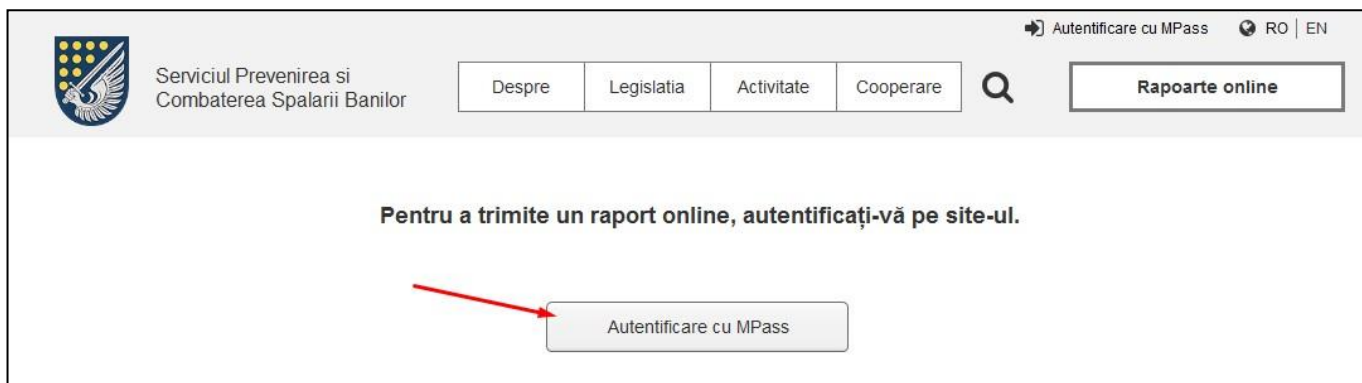 Autentificare cu MPass RO | EN
Serviciul Prevenirea si
Combaterea Spalarii Banilor
Despre Legislatia Activitate Cooperare Rapoarte online
Pentru a trimite un raport online, autentificați-vă pe site-ul.
Autentificare cu MPass